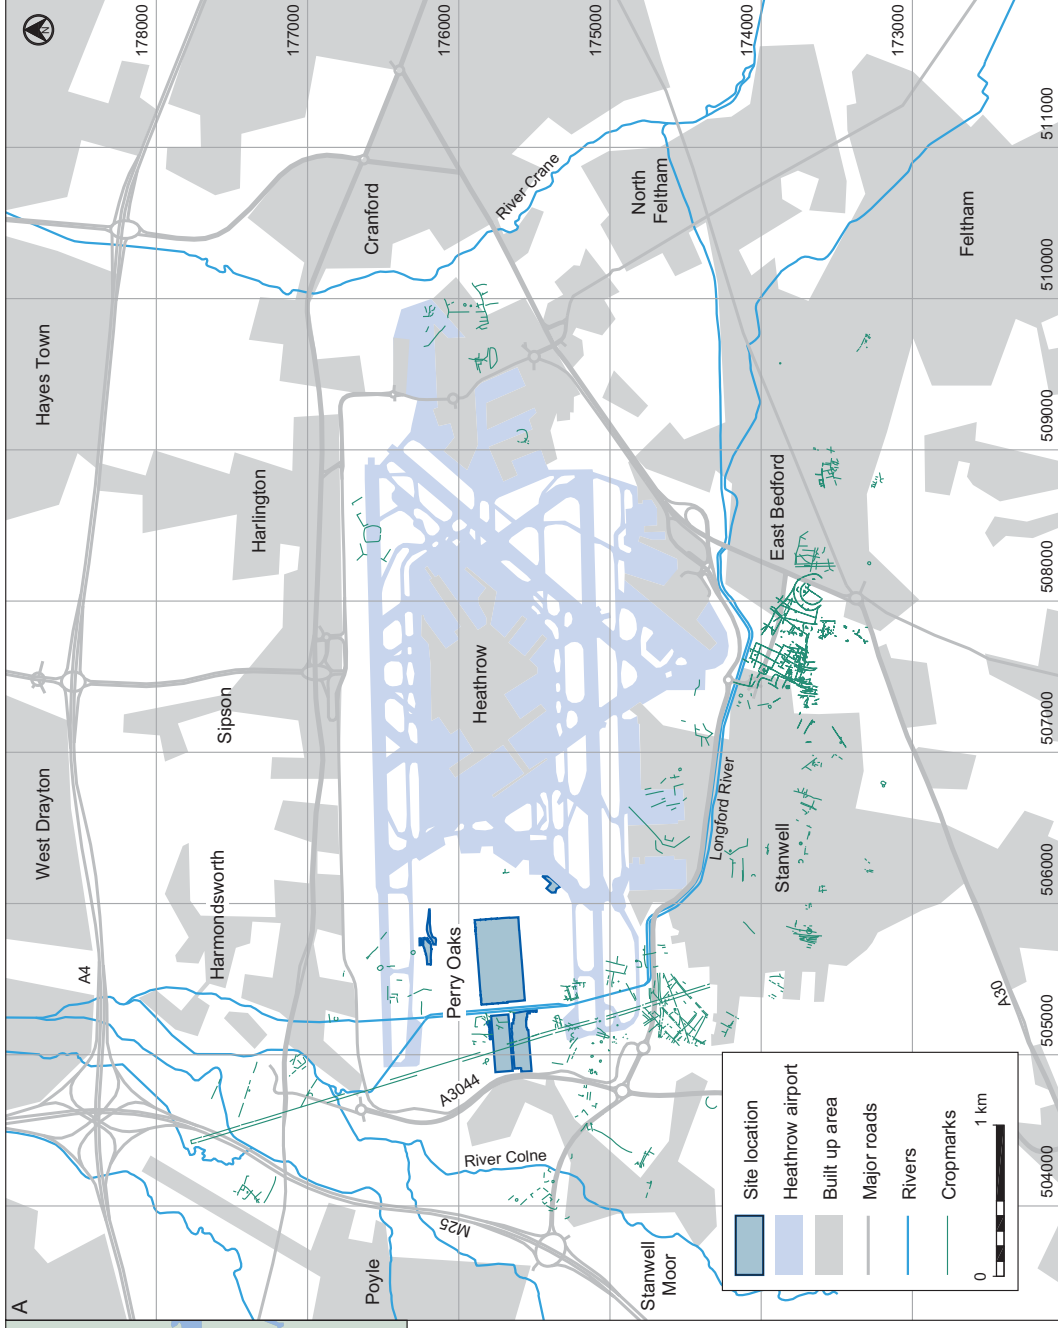 A
N
178000
177000
176000
175000
174000
173000
West Drayton
Hayes Town
A4
Harmondsworth
Sipson
Harlington
Cranford
River Crane
North
Feltham
Feltham
Heathrow
Perry Oaks
A3044
M25
Poyle
River Colne
Stanwell
Moor
Longford River
Stanwell
East Bedford
A30
504000
505000
506000
507000
508000
509000
510000
511000
Site location
Heathrow airport
Built up area
Major roads
Rivers
Cropmarks
0
1 km